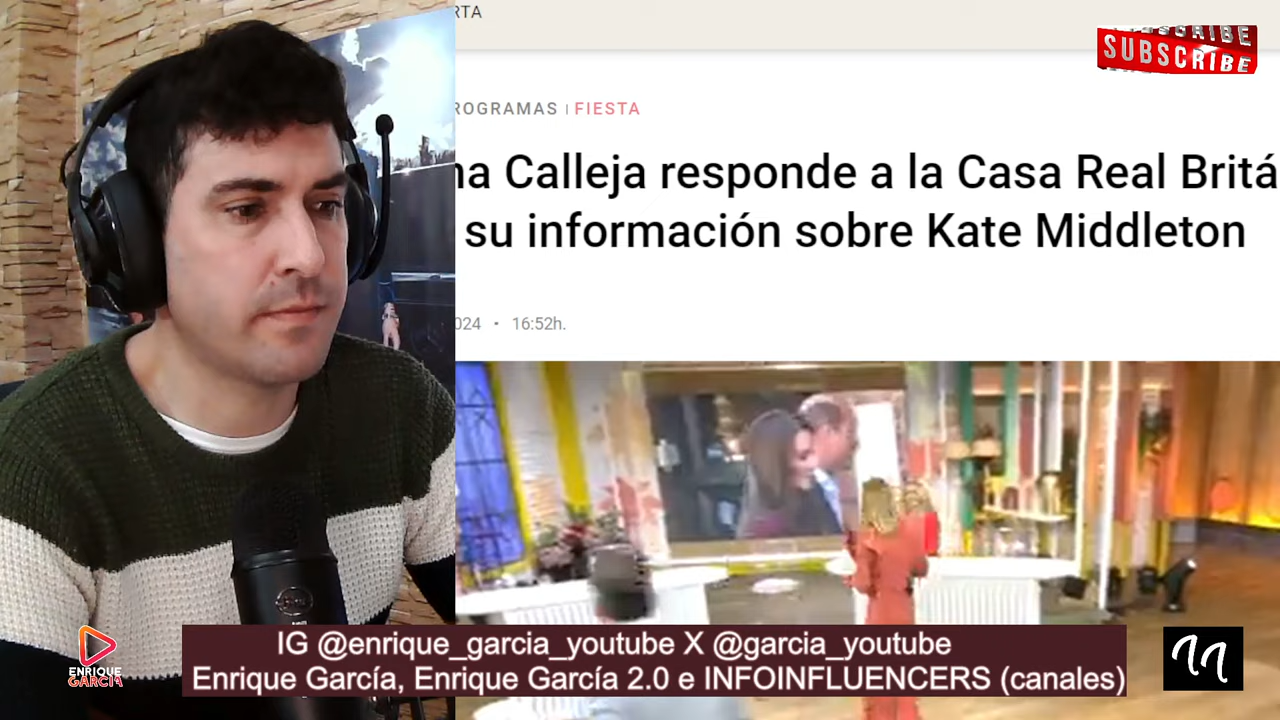 RTA
SCRIBE
SUBSCRIBE
ROGRAMAS | FIESTA
na Calleja responde a la Casa Real Britá
su información sobre Kate Middleton
024 • 16:52h.
IG @enrique_garcia_youtube X @garcia_youtube
Enrique García, Enrique García 2.0 e INFOINFLUENCERS (canales)
ENRIQUE
GARCÍA